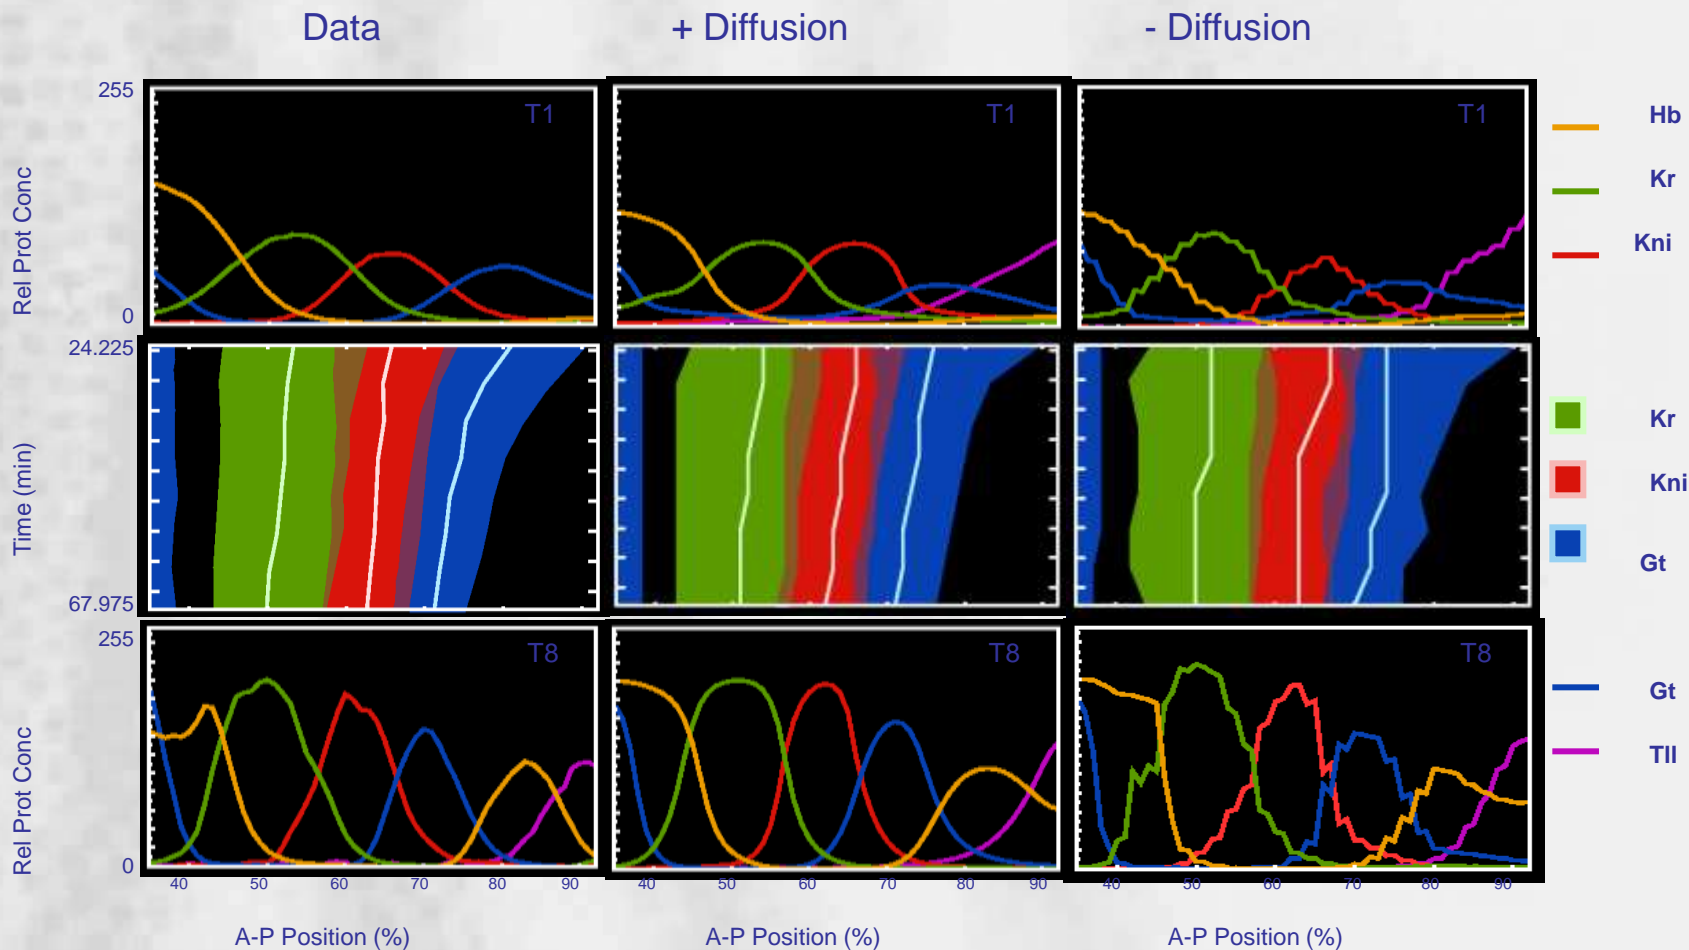 Data
+ Diffusion
- Diffusion
255
Rel Prot Conc
0
T1
T1
T1
Hb
Kr
Kni
24.225
Time (min)
67.975
Kr
Kni
Gt
255
Rel Prot Conc
0
T8
T8
T8
Gt
Tll
40 50 60 70 80 90
40 50 60 70 80 90
40 50 60 70 80 90
A-P Position (%)
A-P Position (%)
A-P Position (%)